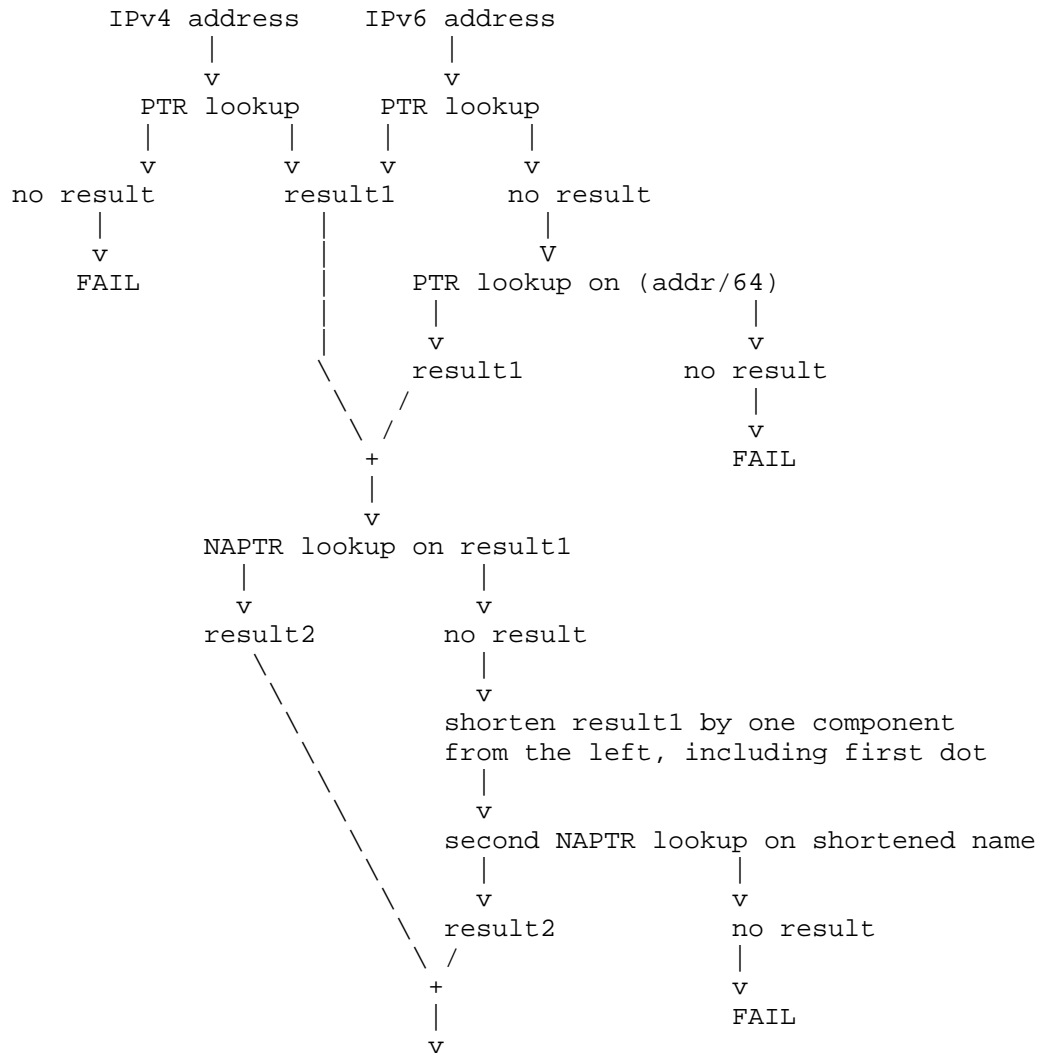 IPv4 address IPv6 address
| |
v v
PTR lookup PTR lookup
| | | |
v v v v
no result result1 no result
| | |
v | V
FAIL | PTR lookup on (addr/64)
| | |
| v v
\ result1 no result
\ / |
\ / v
+ FAIL
|
v
NAPTR lookup on result1
| |
v v
result2 no result
\ |
\ v
\ shorten result1 by one component
\ from the left, including first dot
\ |
\ v
\ second NAPTR lookup on shortened name
\ | |
\ v v
\ result2 no result
\ / |
+ v
| FAIL
v